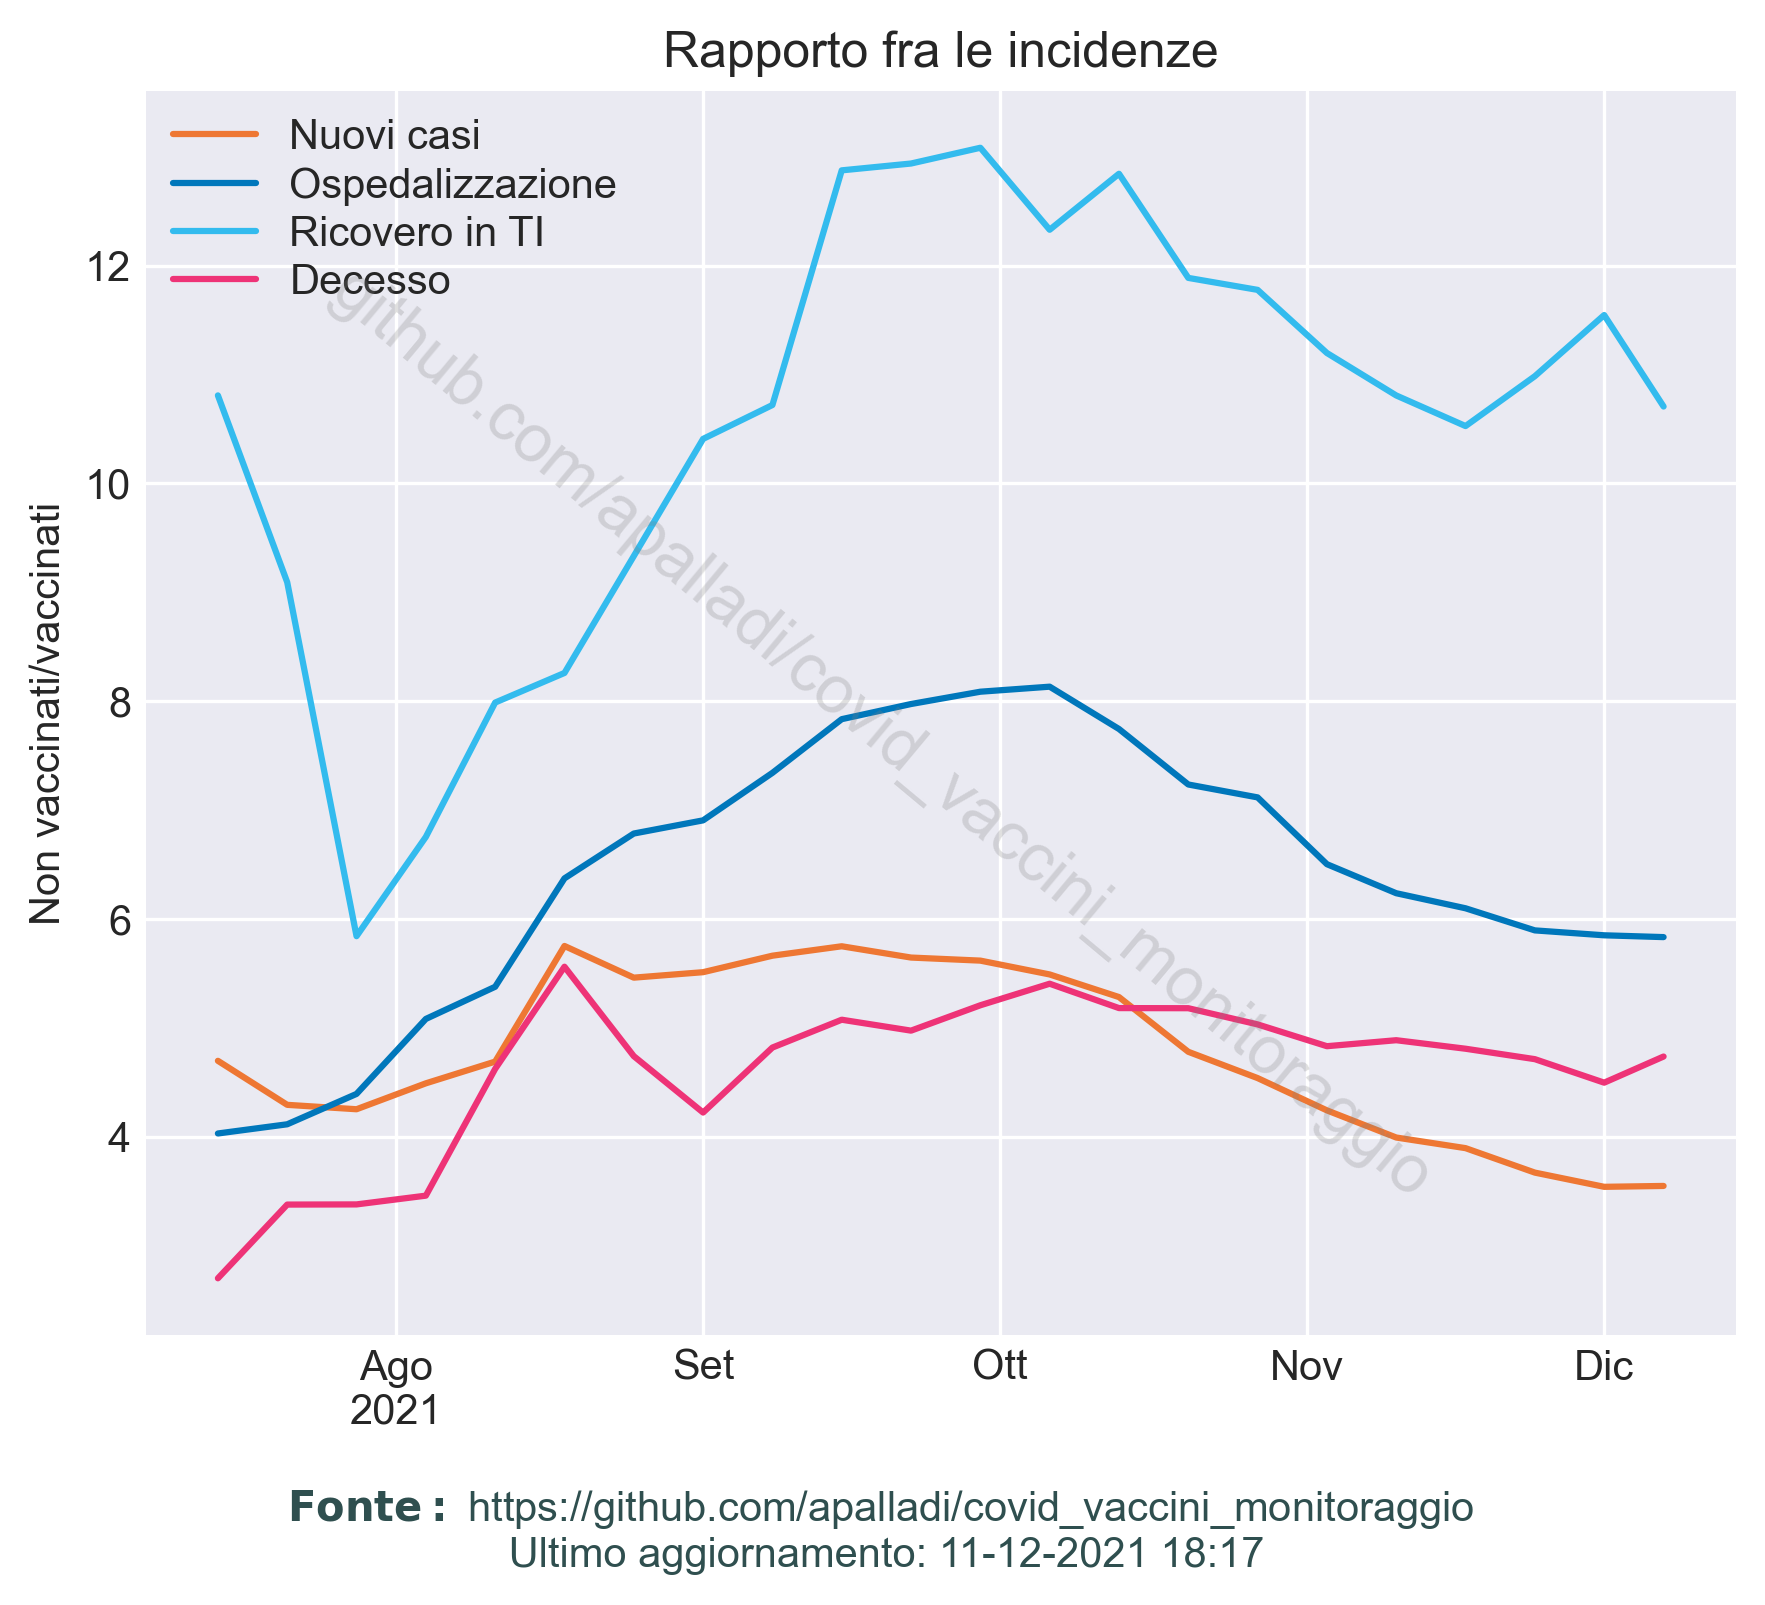 Rapporto fra le incidenze
Nuovi casi
Ospedalizzazione
Ricovero in TI
Decesso
12
10
8
6
4
Non vaccinati/vaccinati
github.com/apalladi/covid_vaccini_monitoraggio
Ago
2021
Set
Ott
Nov
Dic
Fonte: https://github.com/apalladi/covid_vaccini_monitoraggio
Ultimo aggiornamento: 11-12-2021 18:17